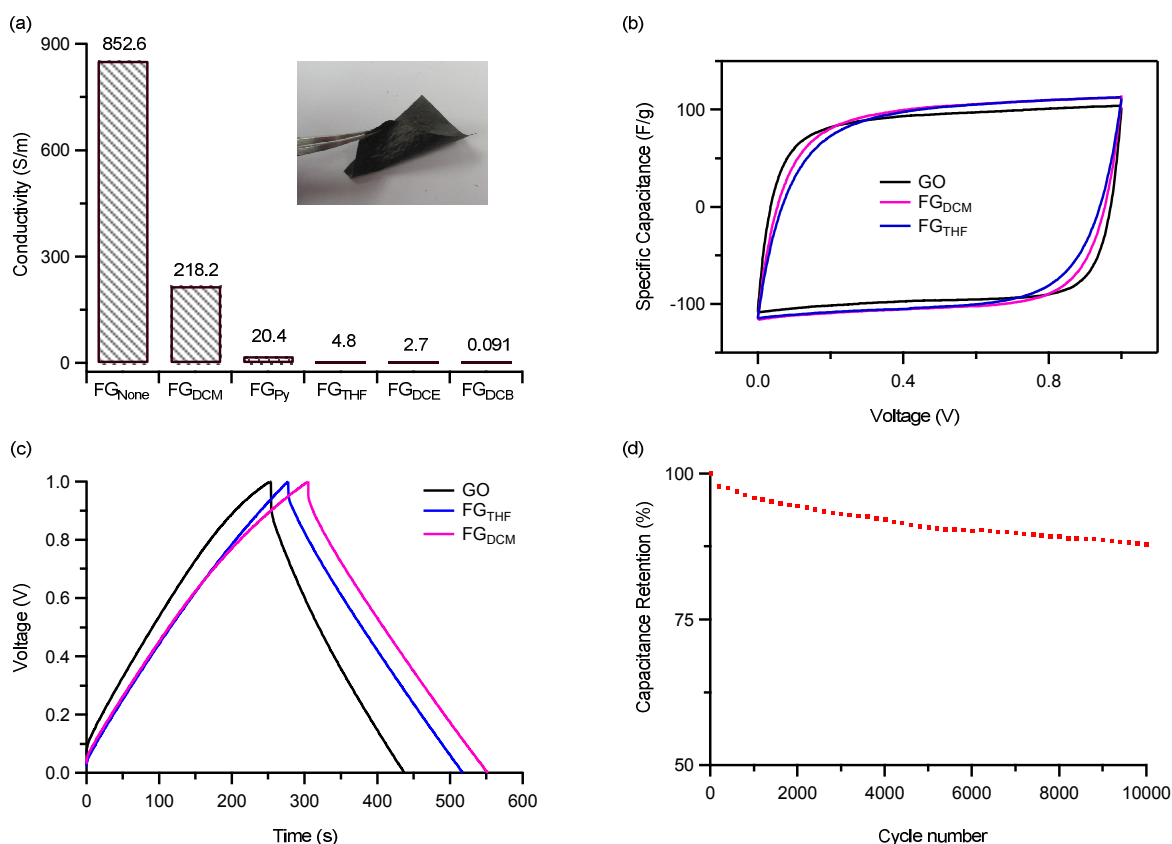 (a)
900
600
300
0
Conductivity (S/m)
852.6
218.2
20.4
4.8
2.7
0.091
FGNone FGDCM FGPy FGTHF FGDCE FGDCB
(b)
100
0
-100
Specific Capacitance (F/g)
GO
FGDCM
FGTHF
0.0 0.4 0.8
Voltage (V)
(c)
1.0
0.8
0.6
0.4
0.2
0.0
Voltage (V)
GO
FGTHF
FGDCM
0 100 200 300 400 500 600
Time (s)
(d)
100
75
50
Capacitance Retention (%)
0 2000 4000 6000 8000 10000
Cycle number